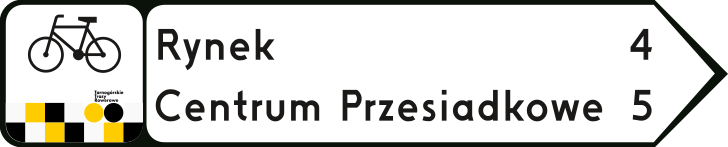 Tarnogórskie
Trasy
Rowerowe
Rynek 4
Centrum Przesiadkowe 5